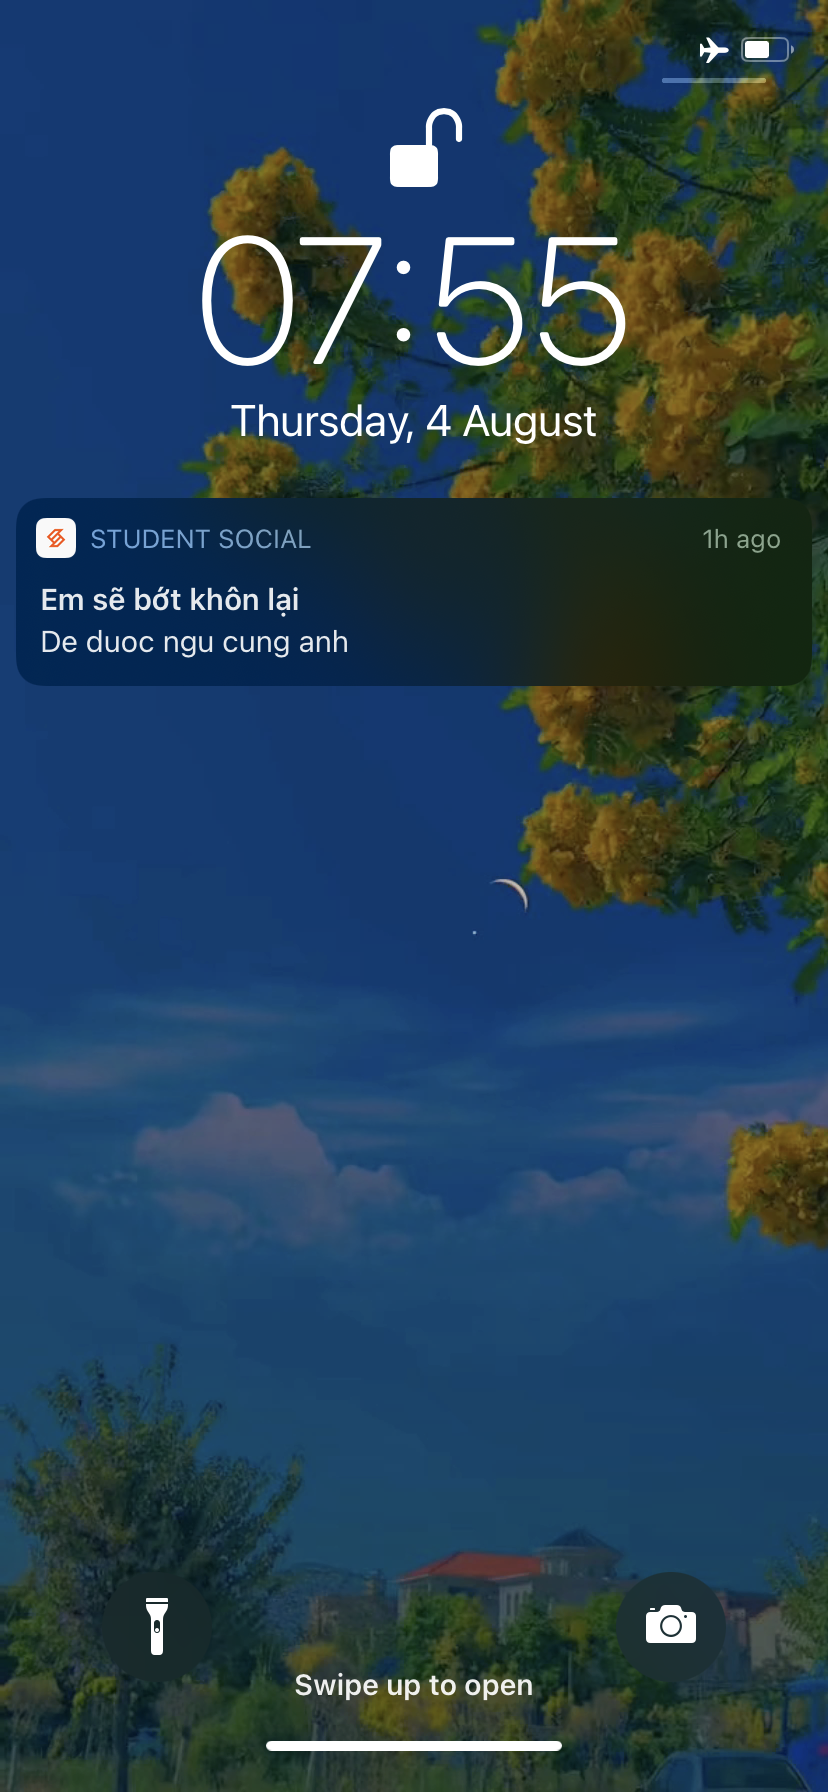 07:55
Thursday, 4 August
STUDENT SOCIAL
1h ago
Em sẽ bớt khôn lại
De duoc ngu cung anh
Swipe up to open